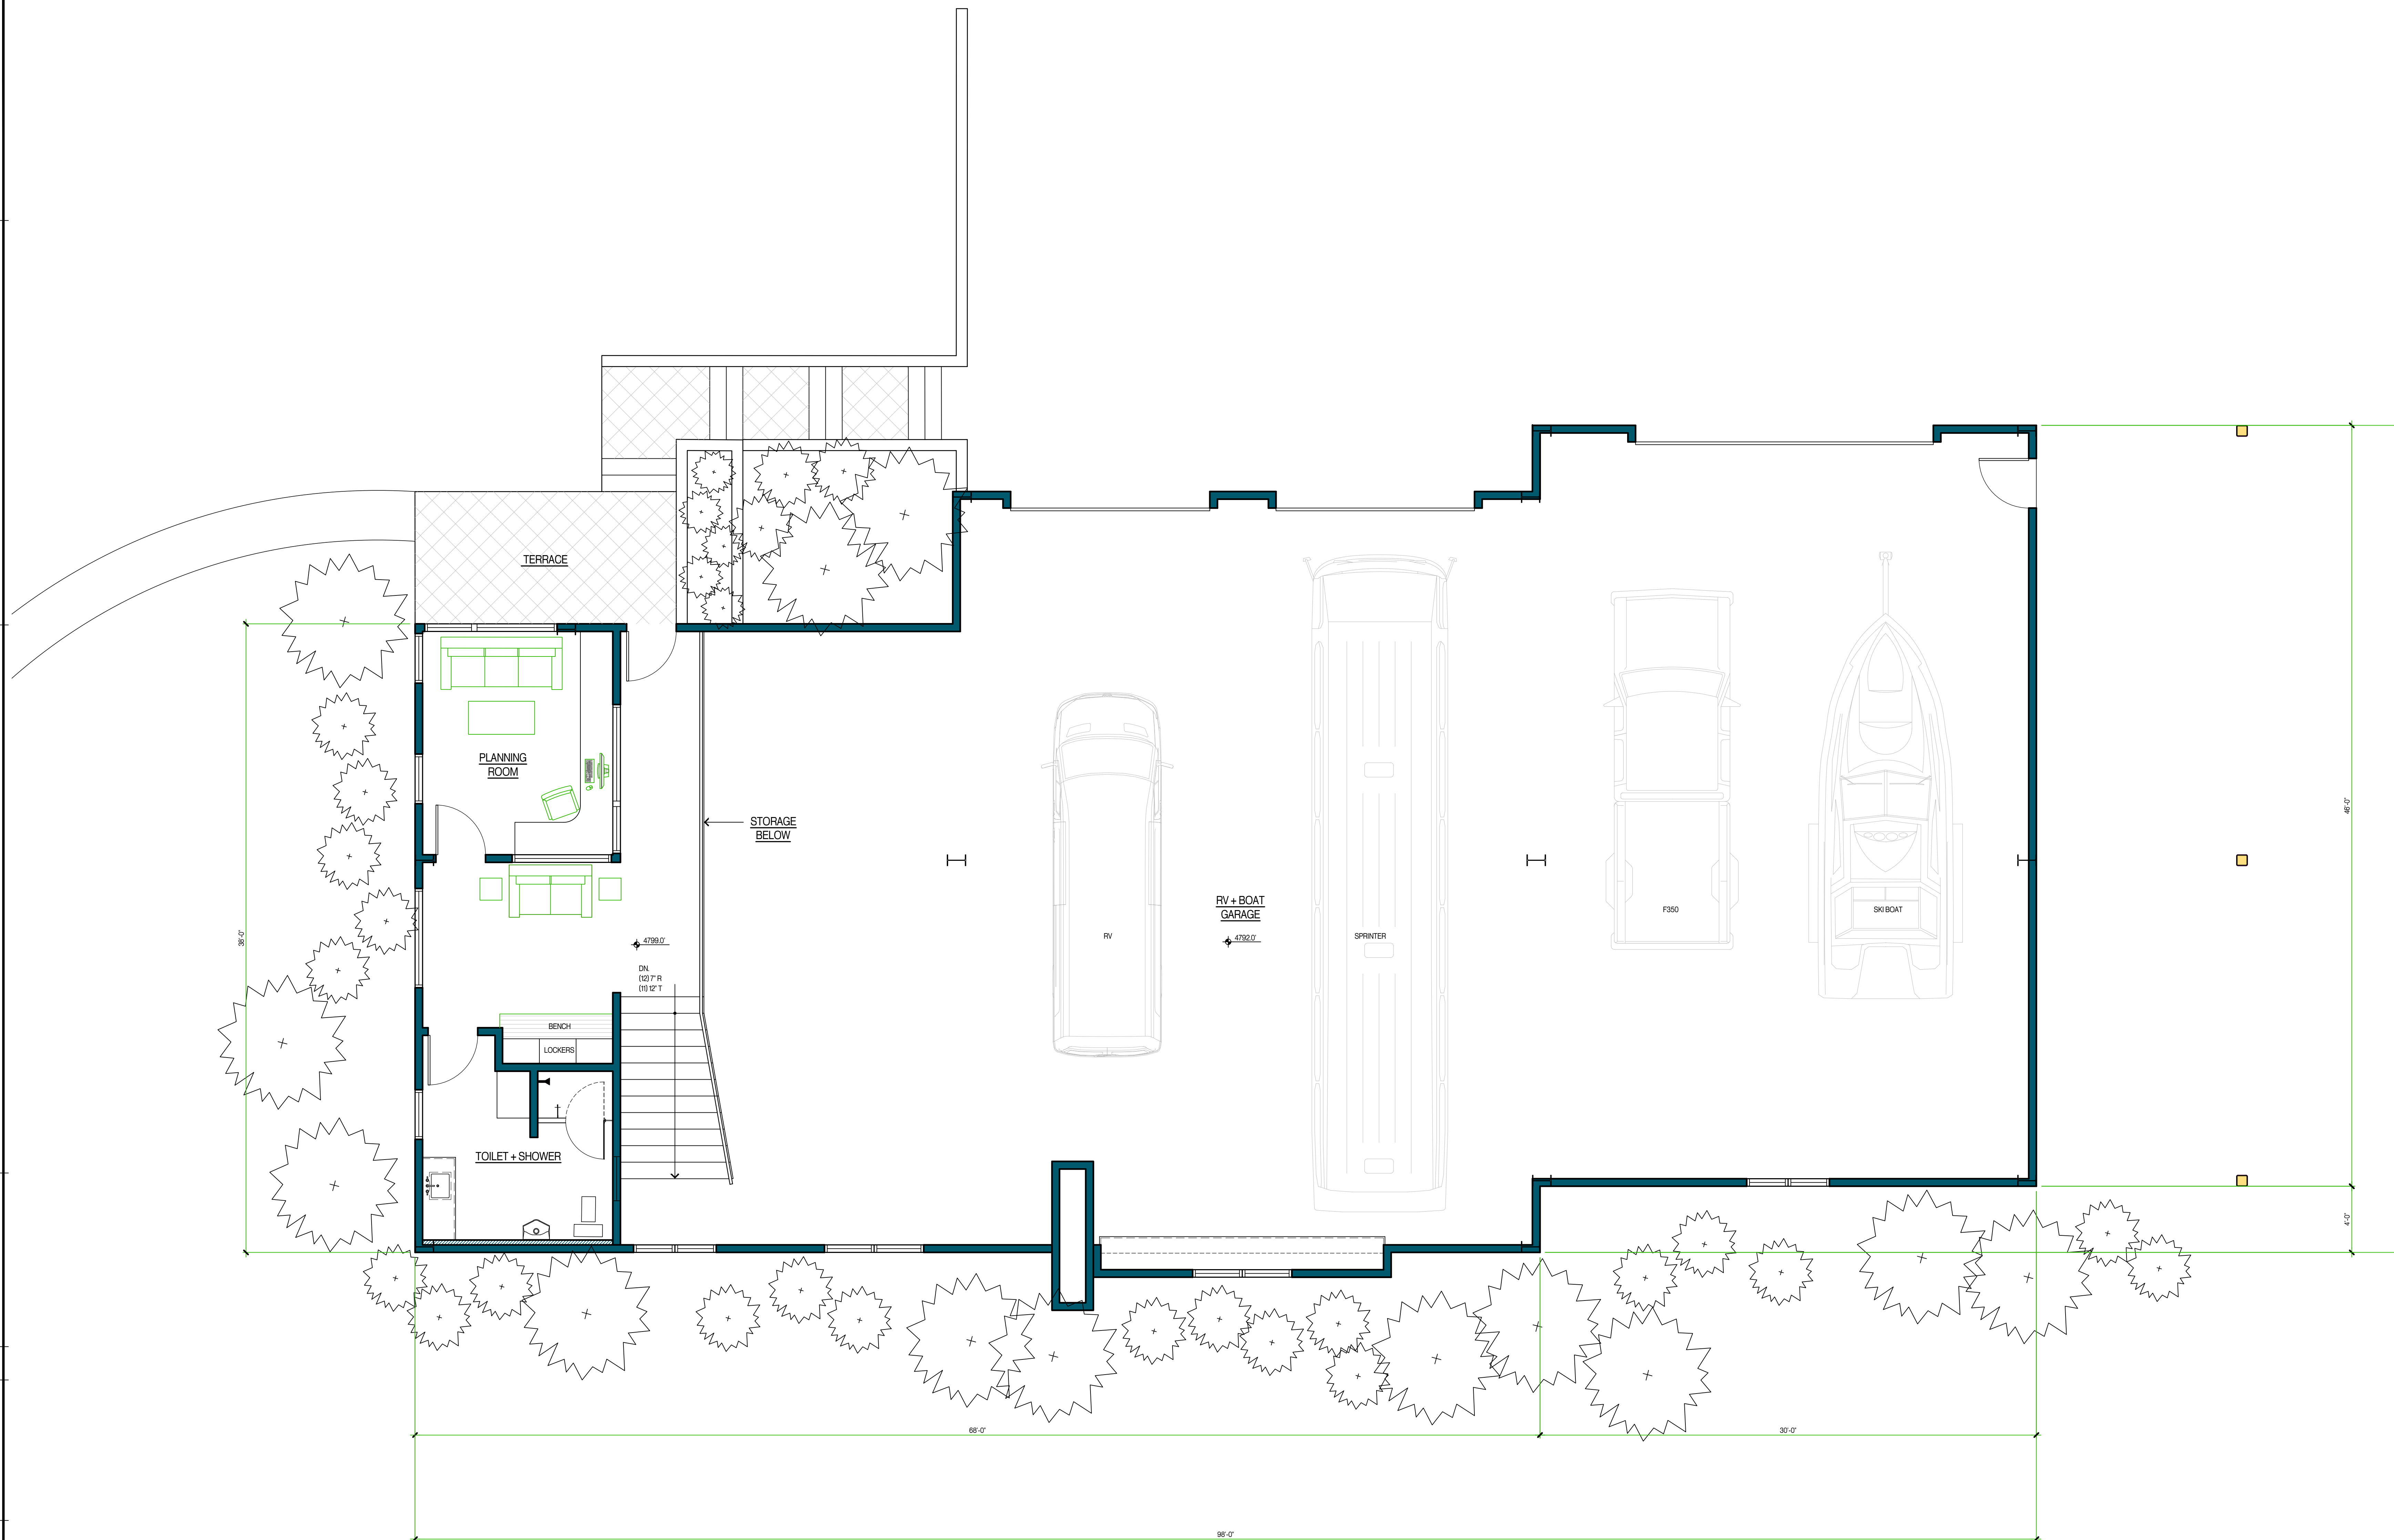 TERRACE
PLANNING
ROOM
STORAGE
BELOW
36'-0"
46'-0"
RV + BOAT
GARAGE
4792.0'
4799.0'
RV
SPRINTER
F350
SKI BOAT
DN.
(12) 7" R
(11) 12" T
BENCH
LOCKERS
TOILET + SHOWER
4'-0"
68'-0"
30'-0"
98'-0"